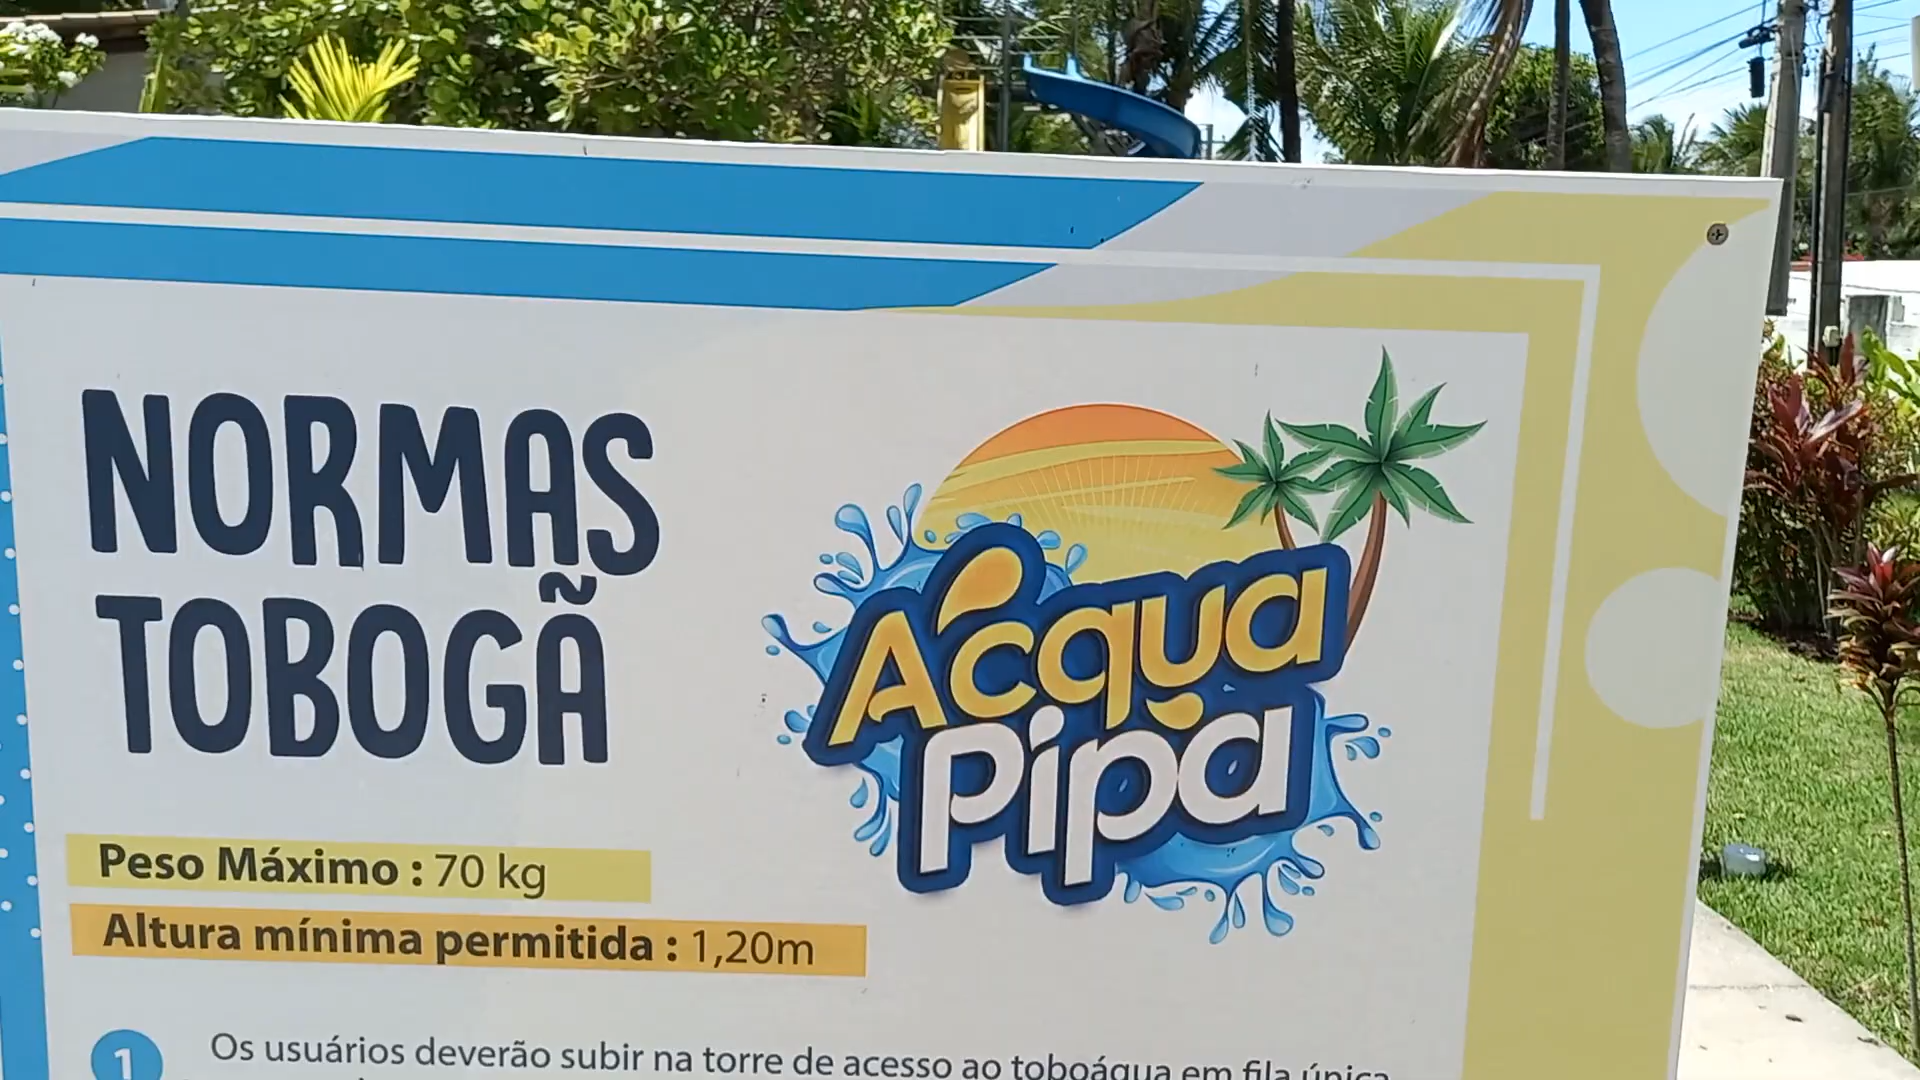 NORMAS
TOBOGÃ
Acqua
Pipa
Peso Máximo : 70 kg
Altura mínima permitida : 1,20m
1 Os usuários deverão subir na torre de acesso ao toboágua em fila única